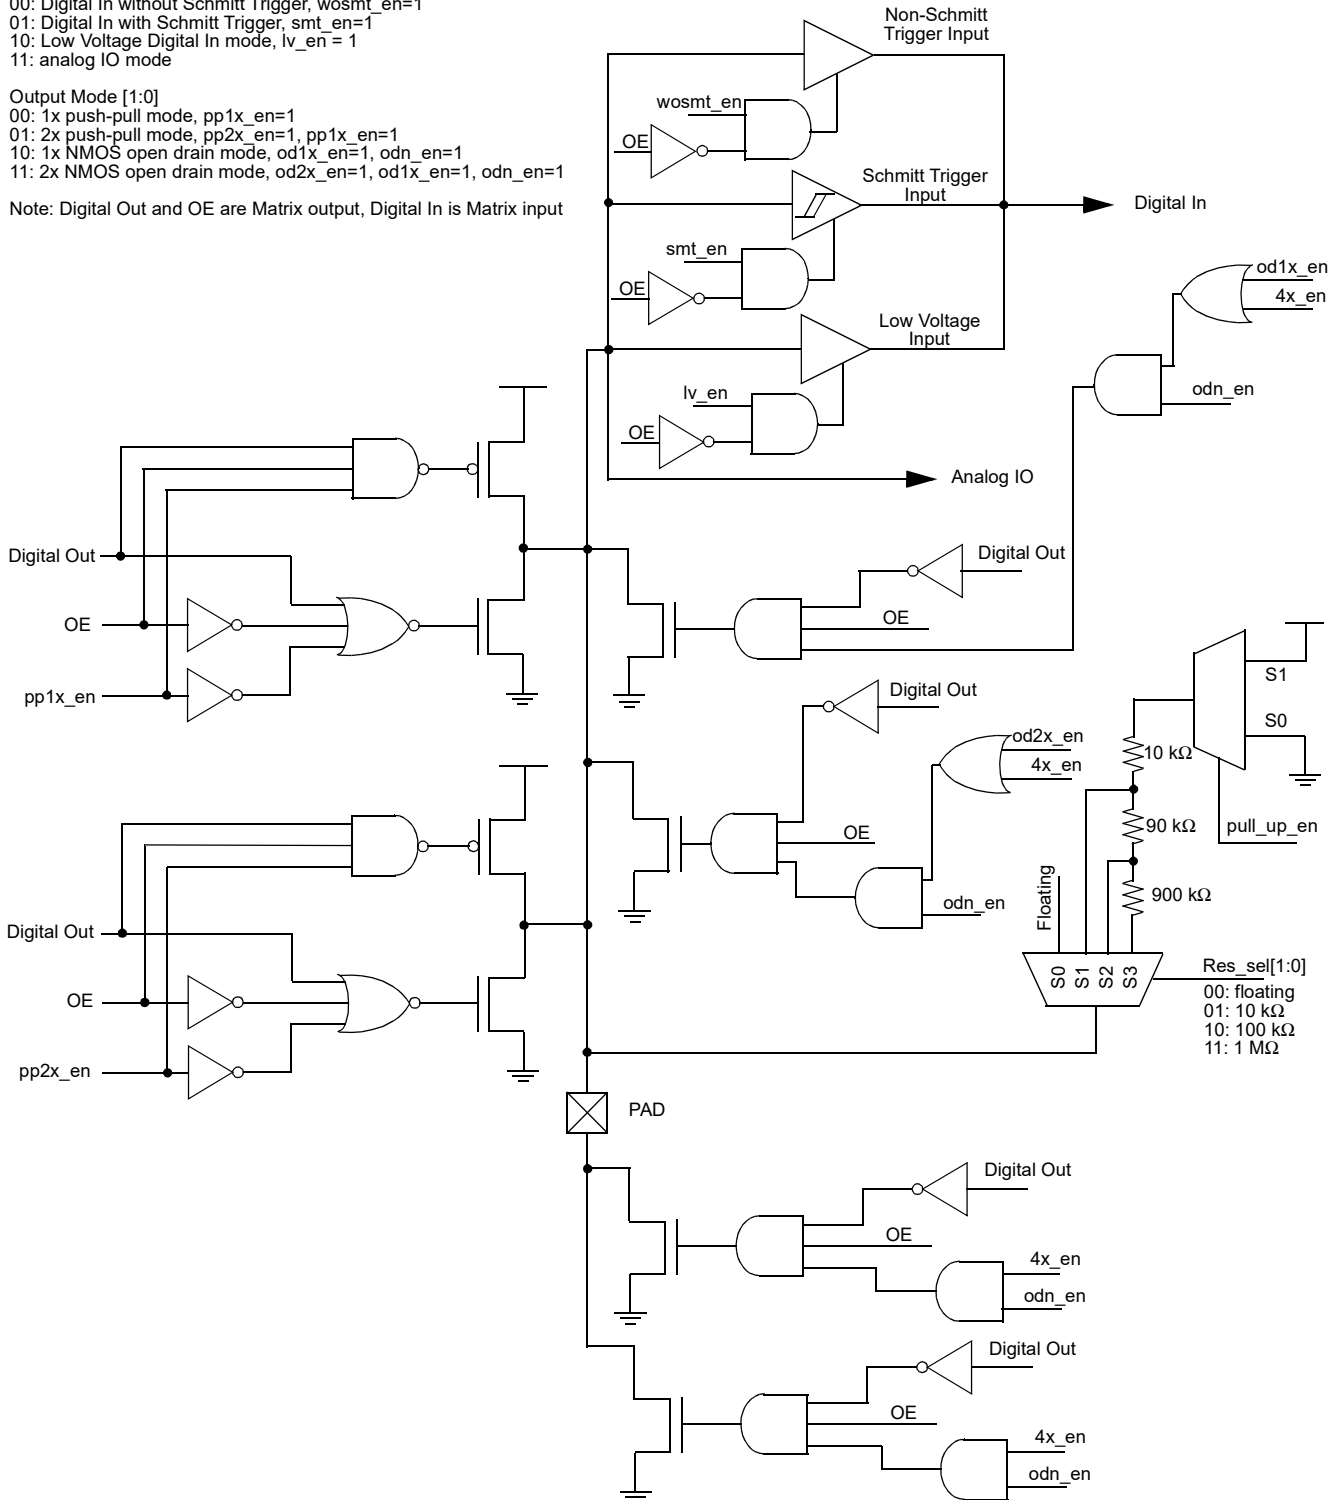 00: Digital In without Schmitt Trigger, wosmt_en=1
01: Digital In with Schmitt Trigger, smt_en=1
10: Low Voltage Digital In mode, lv_en = 1
11: analog IO mode
Output Mode [1:0]
00: 1x push-pull mode, pp1x_en=1
01: 2x push-pull mode, pp2x_en=1, pp1x_en=1
10: 1x NMOS open drain mode, od1x_en=1, odn_en=1
11: 2x NMOS open drain mode, od2x_en=1, od1x_en=1, odn_en=1
Note: Digital Out and OE are Matrix output, Digital In is Matrix input
Non-Schmitt
Trigger Input
wosmt_en
OE
Schmitt Trigger
Input
Digital In
smt_en
OE
od1x_en
4x_en
Low Voltage
Input
lv_en
odn_en
OE
Analog IO
Digital Out
Digital Out
OE
OE
pp1x_en
S1
S0
Digital Out
od2x_en
4x_en
10 kΩ
90 kΩ
pull_up_en
OE
900 kΩ
Floating
odn_en
Digital Out
S0
S1
S2
S3
Res_sel[1:0]
00: floating
01: 10 kΩ
10: 100 kΩ
11: 1 MΩ
OE
pp2x_en
PAD
Digital Out
OE
4x_en
odn_en
Digital Out
OE
4x_en
odn_en